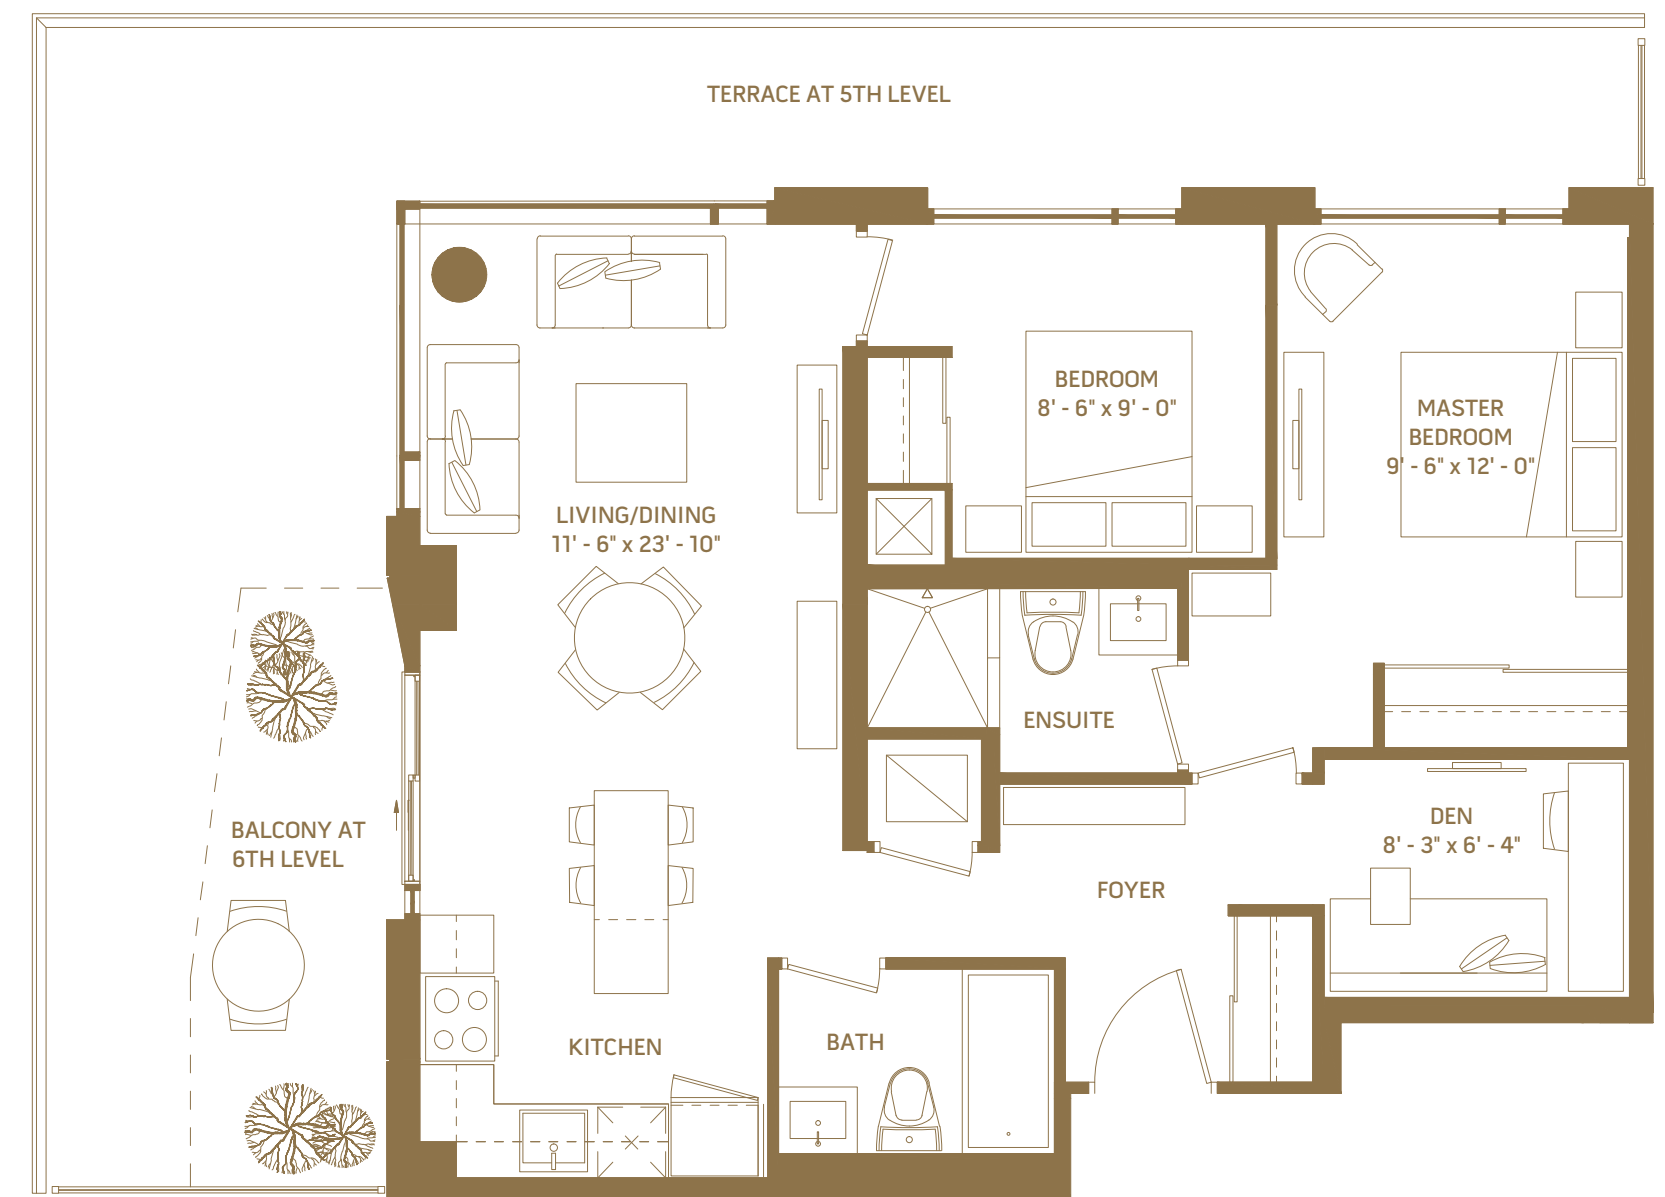 TERRACE AT 5TH LEVEL
BEDROOM
8' - 6" x 9' - 0"
MASTER
BEDROOM
9' - 6" x 12' - 0"
LIVING/DINING
11' - 6" x 23' - 10"
ENSUITE
BALCONY AT
6TH LEVEL
DEN
8' - 3" x 6' - 4"
FOYER
KITCHEN
BATH